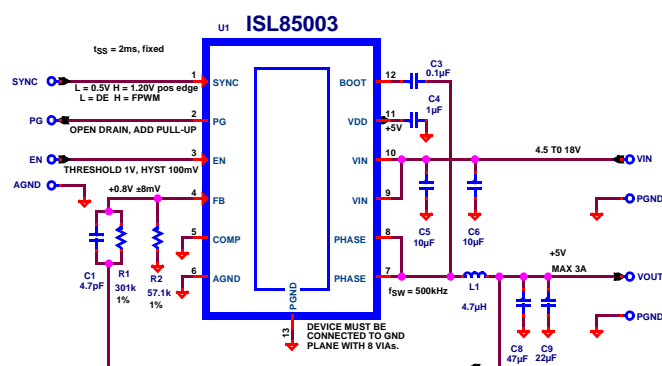 U1
ISL85003
tSS = 2ms, fixed
SYNC
L = 0.5V H = 1.20V pos edge
L = DE H = FPWM
1
SYNC
PG
OPEN DRAIN, ADD PULL-UP
2
PG
EN
THRESHOLD 1V, HYST 100mV
3
EN
AGND
+0.8V ±8mV
4
FB
5
COMP
6
AGND
C1
4.7pF
R1
301k
1%
R2
57.1k
1%
PGND
13
DEVICE MUST BE
CONNECTED TO GND
PLANE WITH 8 VIAs.
BOOT
12
C3
0.1µF
VDD
11
+5V
C4
1µF
VIN
10
4.5 T0 18V
VIN
VIN
9
C5
10µF
C6
10µF
PGND
PHASE
8
PHASE
7
fSW = 500kHz
L1
4.7µH
+5V
MAX 3A
VOUT
PGND
C8
47µF
C9
22µF